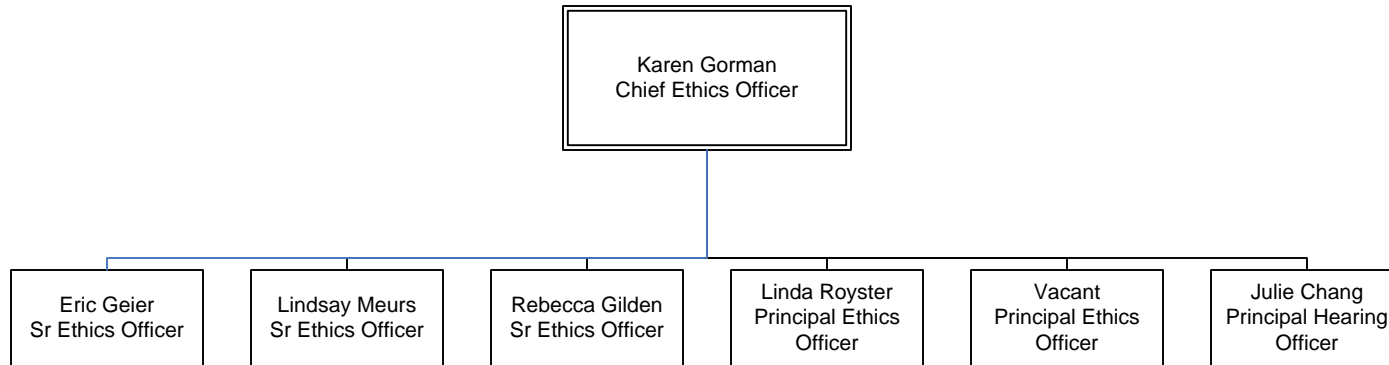 Karen Gorman
Chief Ethics Officer
Eric Geier
Sr Ethics Officer
Lindsay Meurs
Sr Ethics Officer
Rebecca Gilden
Sr Ethics Officer
Linda Royster
Principal Ethics
Officer
Vacant
Principal Ethics
Officer
Julie Chang
Principal Hearing
Officer